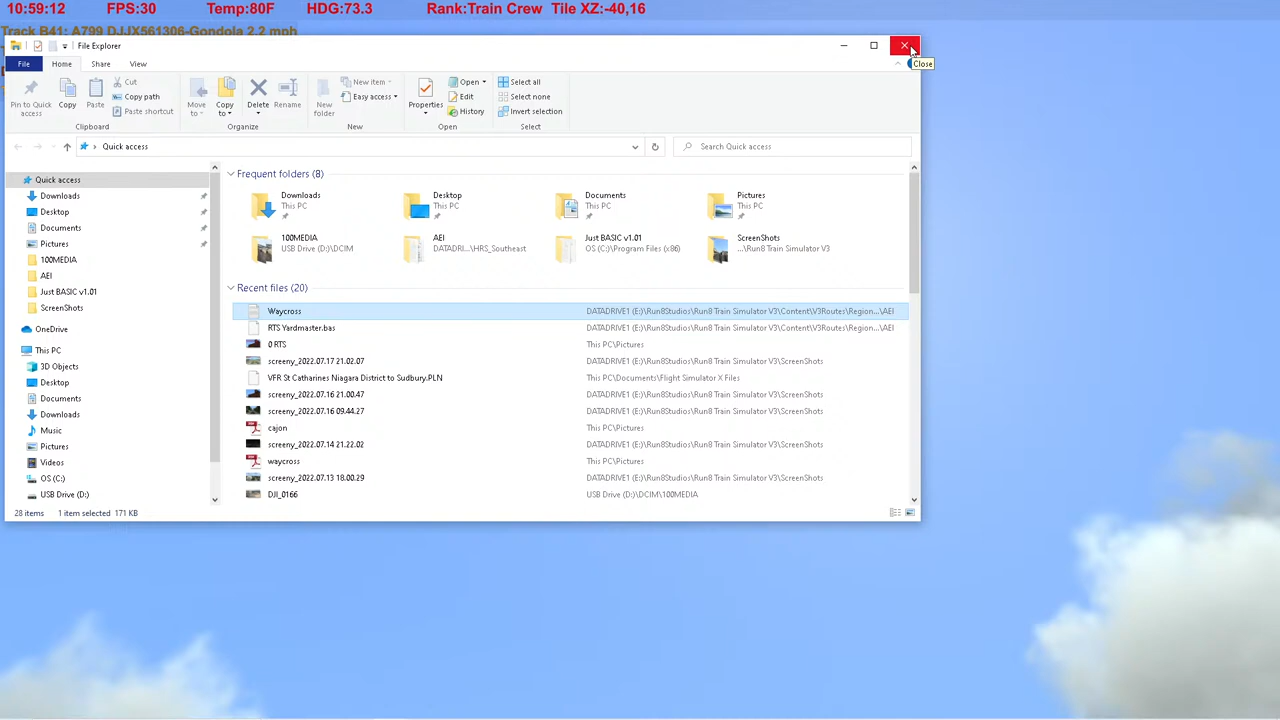 10:59:12 FPS:30 Temp:80F HDG:73.3 Rank:Train Crew Tile XZ:-40,16
Track B41: A799 DJJX561306-Gondola 2.2 mph
File Explorer
Close
File Home Share View
Pin to Quick access
Copy
Paste
Cut
Copy path
Paste shortcut
Clipboard
Move to
Copy to
Delete
Rename
Organize
New folder
New item
Easy access
New
Properties
Open
Edit
History
Open
Select all
Select none
Invert selection
Select
Quick access
Search Quick access
Quick access
Downloads
Desktop
Documents
Pictures
100MEDIA
AEI
Just BASIC v1.01
ScreenShots
OneDrive
This PC
3D Objects
Desktop
Documents
Downloads
Music
Pictures
Videos
OS (C:)
USB Drive (D:)
Frequent folders (8)
Downloads
This PC
Desktop
This PC
Documents
This PC
Pictures
This PC
100MEDIA
USB Drive (D:)\DCIM
AEI
DATADRI...\HRS_Southeast
Just BASIC v1.01
OS (C:)\Program Files (x86)
ScreenShots
...\Run8 Train Simulator V3
Recent files (20)
Waycross DATADRIVE1 (E:)\Run8Studios\Run8 Train Simulator V3\Content\V3Routes\Region...\AEI
RTS Yardmaster.bas DATADRIVE1 (E:)\Run8Studios\Run8 Train Simulator V3\Content\V3Routes\Region...\AEI
0 RTS This PC\Pictures
screeny_2022.07.17 21.02.07 DATADRIVE1 (E:)\Run8Studios\Run8 Train Simulator V3\ScreenShots
VFR St Catharines Niagara District to Sudbury.PLN This PC\Documents\Flight Simulator X Files
screeny_2022.07.16 21.00.47 DATADRIVE1 (E:)\Run8Studios\Run8 Train Simulator V3\ScreenShots
screeny_2022.07.16 09.44.27 DATADRIVE1 (E:)\Run8Studios\Run8 Train Simulator V3\ScreenShots
cajon This PC\Pictures
screeny_2022.07.14 21.22.02 DATADRIVE1 (E:)\Run8Studios\Run8 Train Simulator V3\ScreenShots
waycross This PC\Pictures
screeny_2022.07.13 18.00.29 DATADRIVE1 (E:)\Run8Studios\Run8 Train Simulator V3\ScreenShots
DJI_0166 USB Drive (D:)\DCIM\100MEDIA
28 items 1 item selected 171 KB